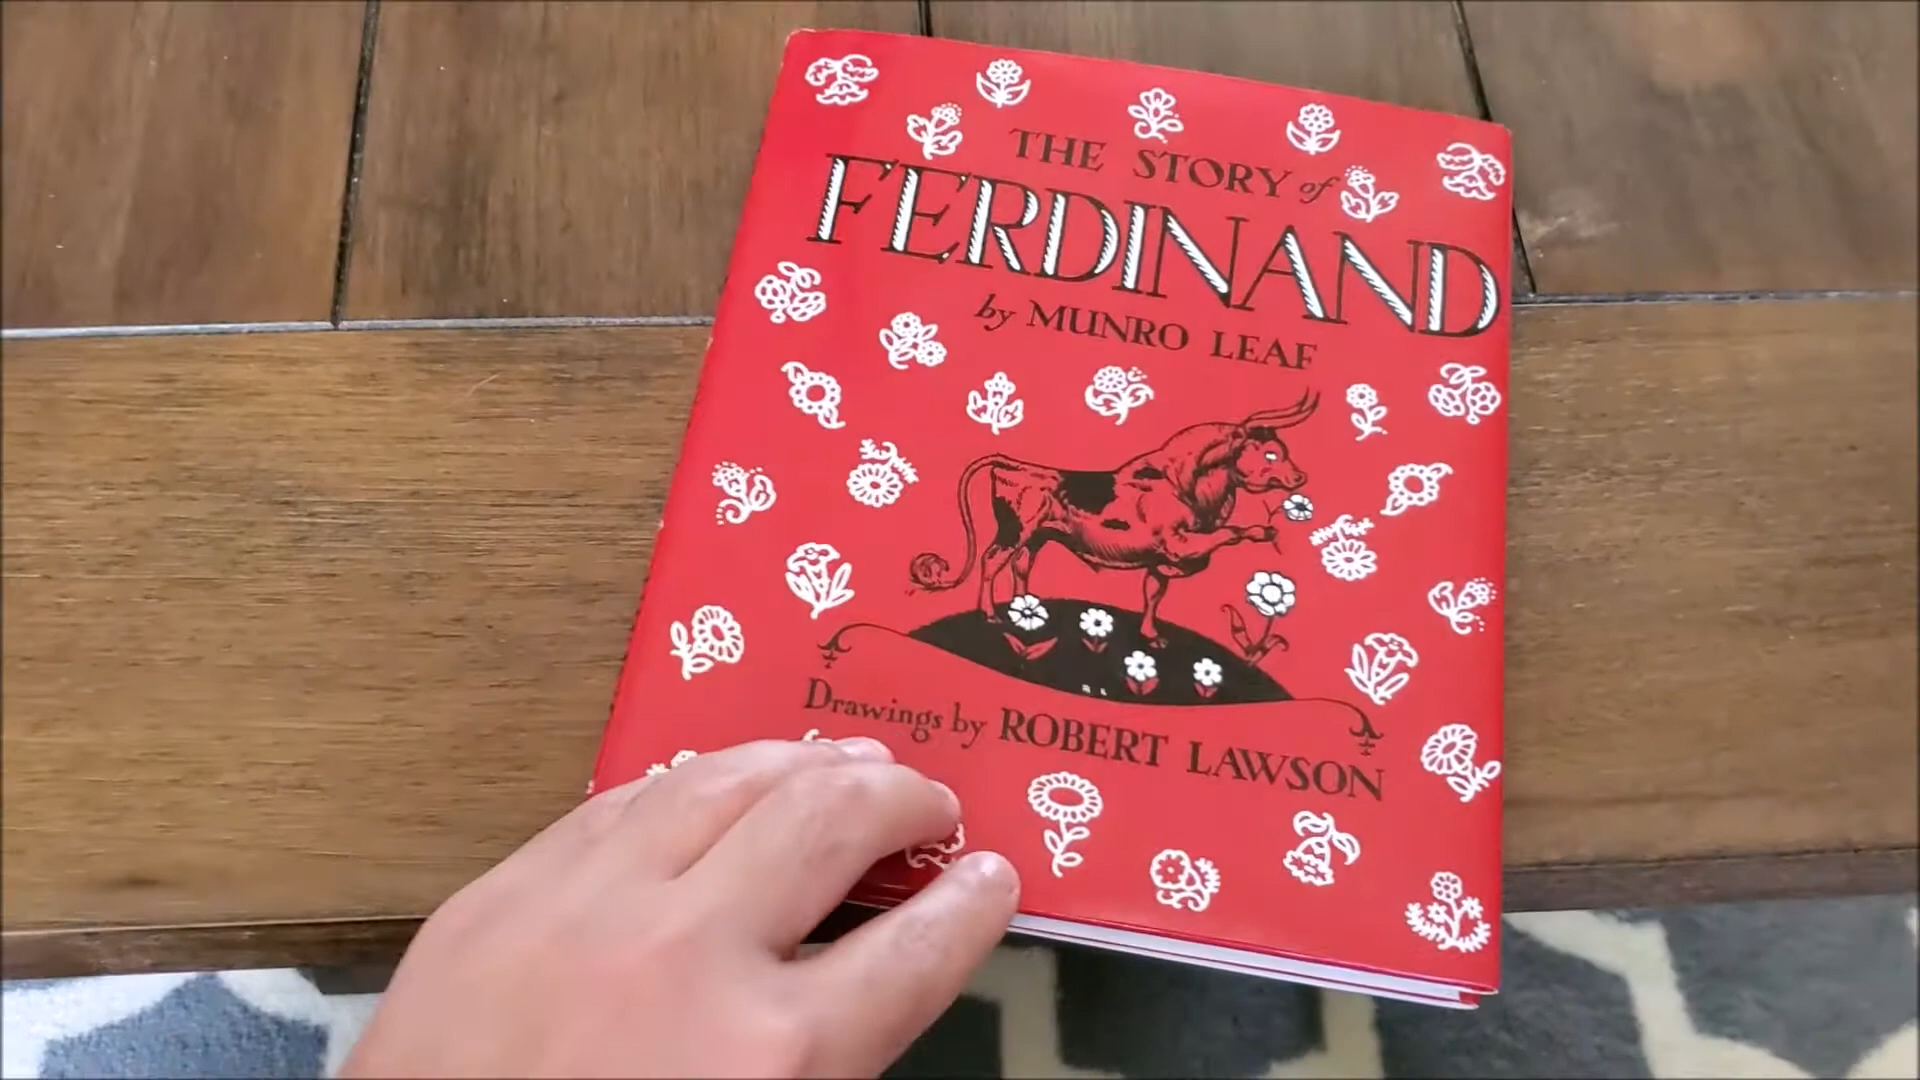 THE STORY of
FERDINAND
by MUNRO LEAF
R L
Drawings by ROBERT LAWSON